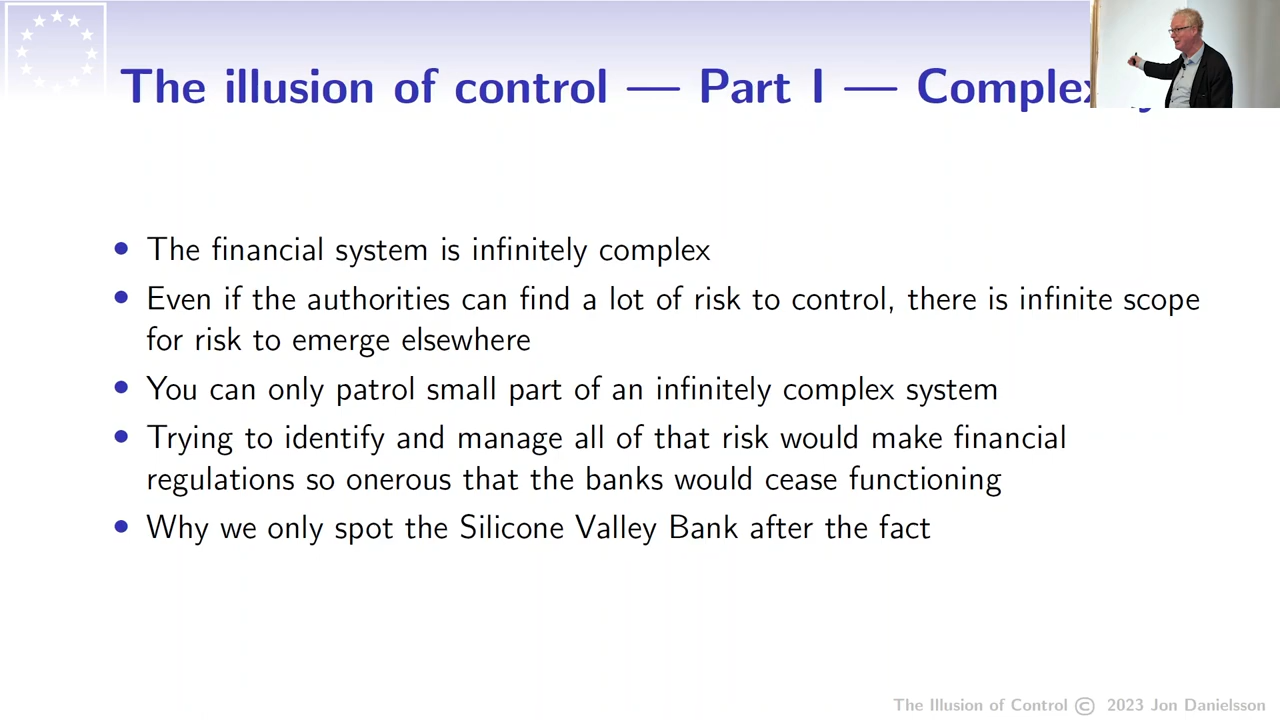 The illusion of control — Part I —
• The financial system is infinitely complex
• Even if the authorities can find a lot of risk to control, there is infinite scope
for risk to emerge elsewhere
• You can only patrol small part of an infinitely complex system
• Trying to identify and manage all of that risk would make financial
regulations so onerous that the banks would cease functioning
• Why we only spot the Silicone Valley Bank after the fact
The Illusion of Control © 2023 Jon Danielsson